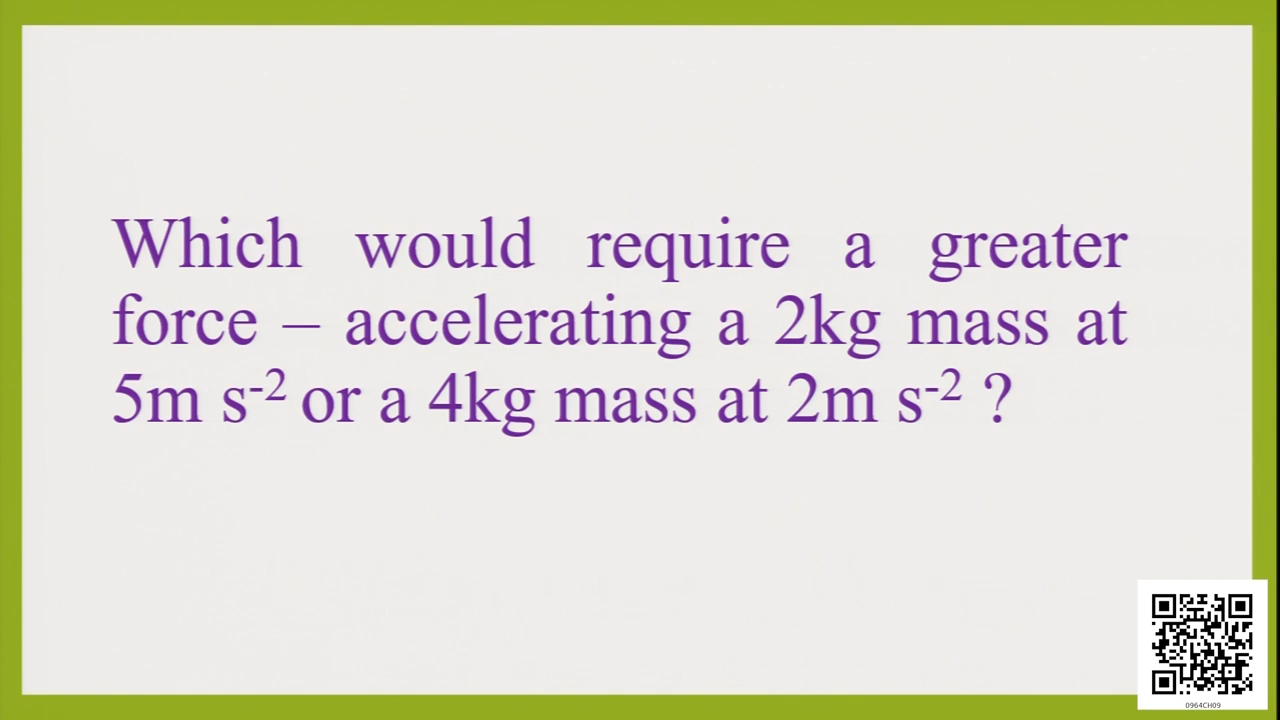 Which would require a greater
force – accelerating a 2kg mass at
5m s⁻² or a 4kg mass at 2m s⁻² ?
0964CH09